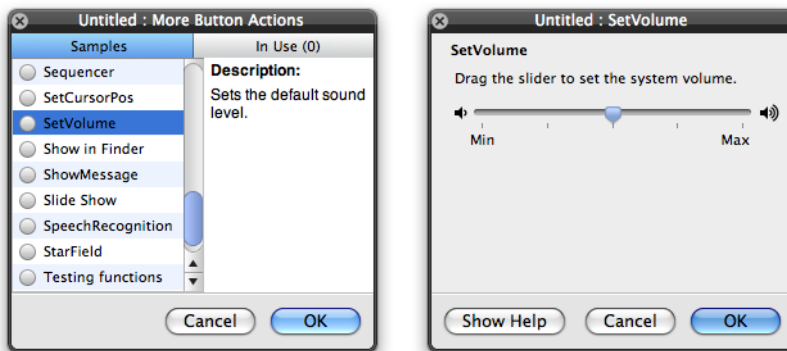 Untitled : More Button Actions
Samples
In Use (0)
Sequencer
SetCursorPos
SetVolume
Show in Finder
ShowMessage
Slide Show
SpeechRecognition
StarField
Testing functions
Description:
Sets the default sound
level.
Cancel
OK
Untitled : SetVolume
SetVolume
Drag the slider to set the system volume.
Min
Max
Show Help
Cancel
OK